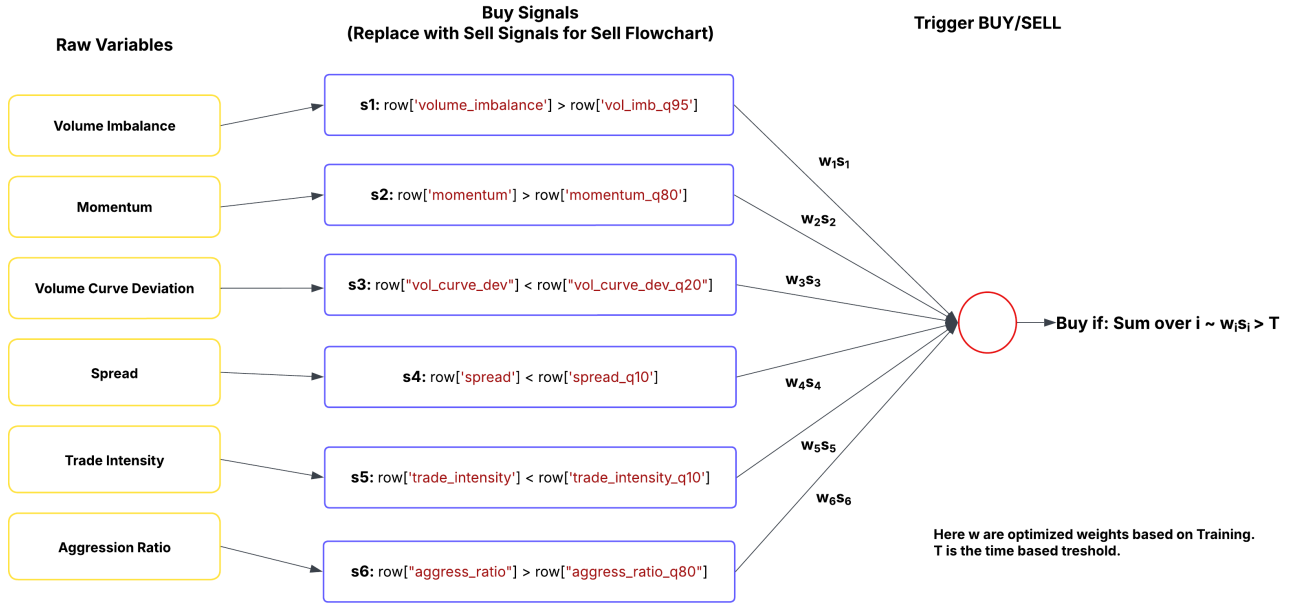 Raw Variables
Buy Signals
(Replace with Sell Signals for Sell Flowchart)
Trigger BUY/SELL
Volume Imbalance
s1: row['volume_imbalance'] > row['vol_imb_q95']
w₁s₁
Momentum
s2: row['momentum'] > row['momentum_q80']
w₂s₂
Volume Curve Deviation
s3: row["vol_curve_dev"] < row["vol_curve_dev_q20"]
w₃s₃
Buy if: Sum over i ~ wᵢsᵢ > T
Spread
s4: row['spread'] < row['spread_q10']
w₄s₄
Trade Intensity
s5: row['trade_intensity'] < row['trade_intensity_q10']
w₅s₅
Aggression Ratio
s6: row["aggress_ratio"] > row["aggress_ratio_q80"]
w₆s₆
Here w are optimized weights based on Training.
T is the time based treshold.